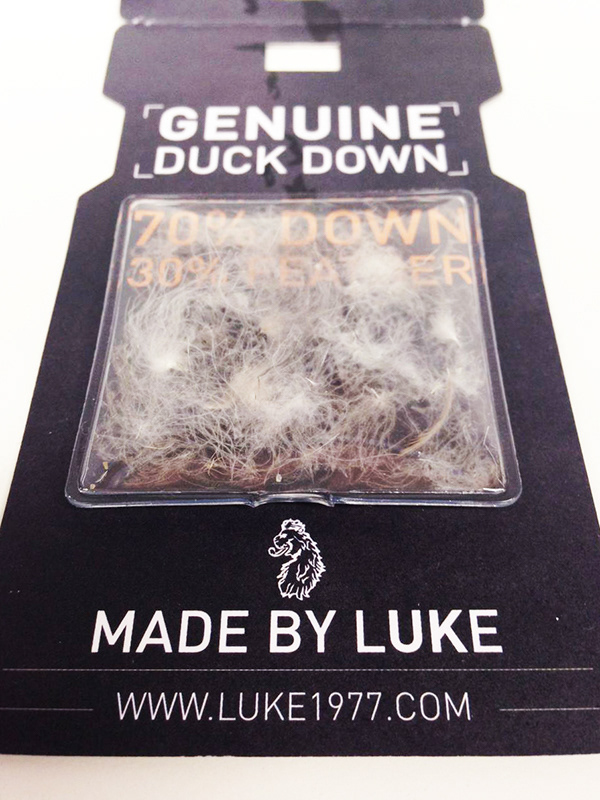 GENUINE
DUCK DOWN
70% DOWN
30% FEATHER
MADE BY LUKE
WWW.LUKE1977.COM